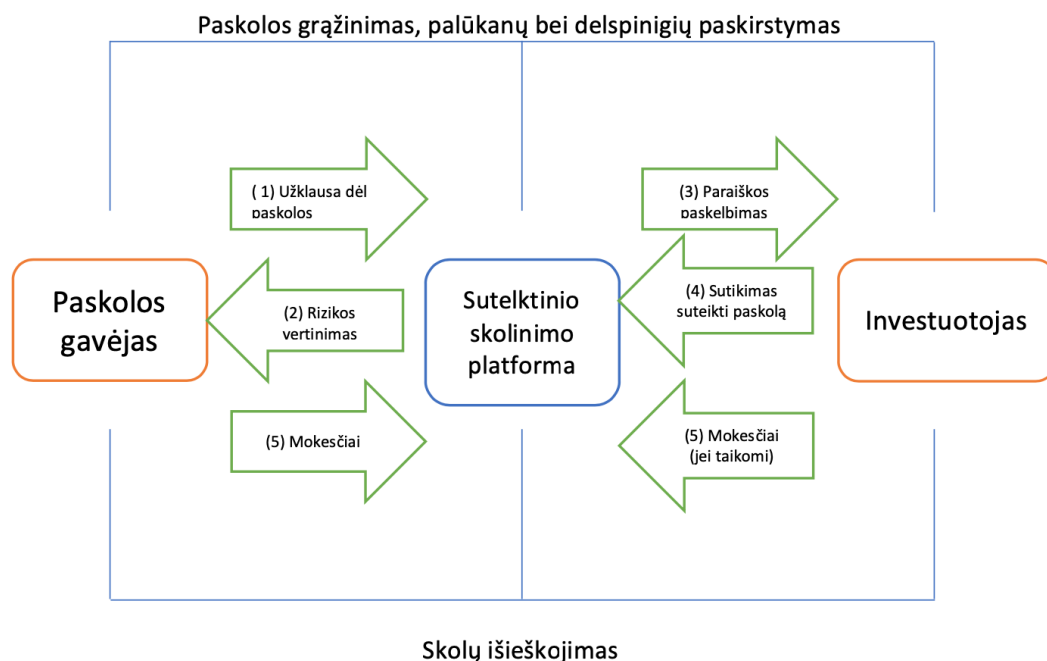 Paskolos grąžinimas, palūkanų bei delspinigių paskirstymas
( 1) Užklausa dėl
paskolos
(3) Paraiškos
paskelbimas
Paskolos
gavėjas
(2) Rizikos
vertinimas
Sutelktinio
skolinimo
platforma
(4) Sutikimas
suteikti paskolą
Investuotojas
(5) Mokesčiai
(5) Mokesčiai
(jei taikomi)
Skolų išieškojimas